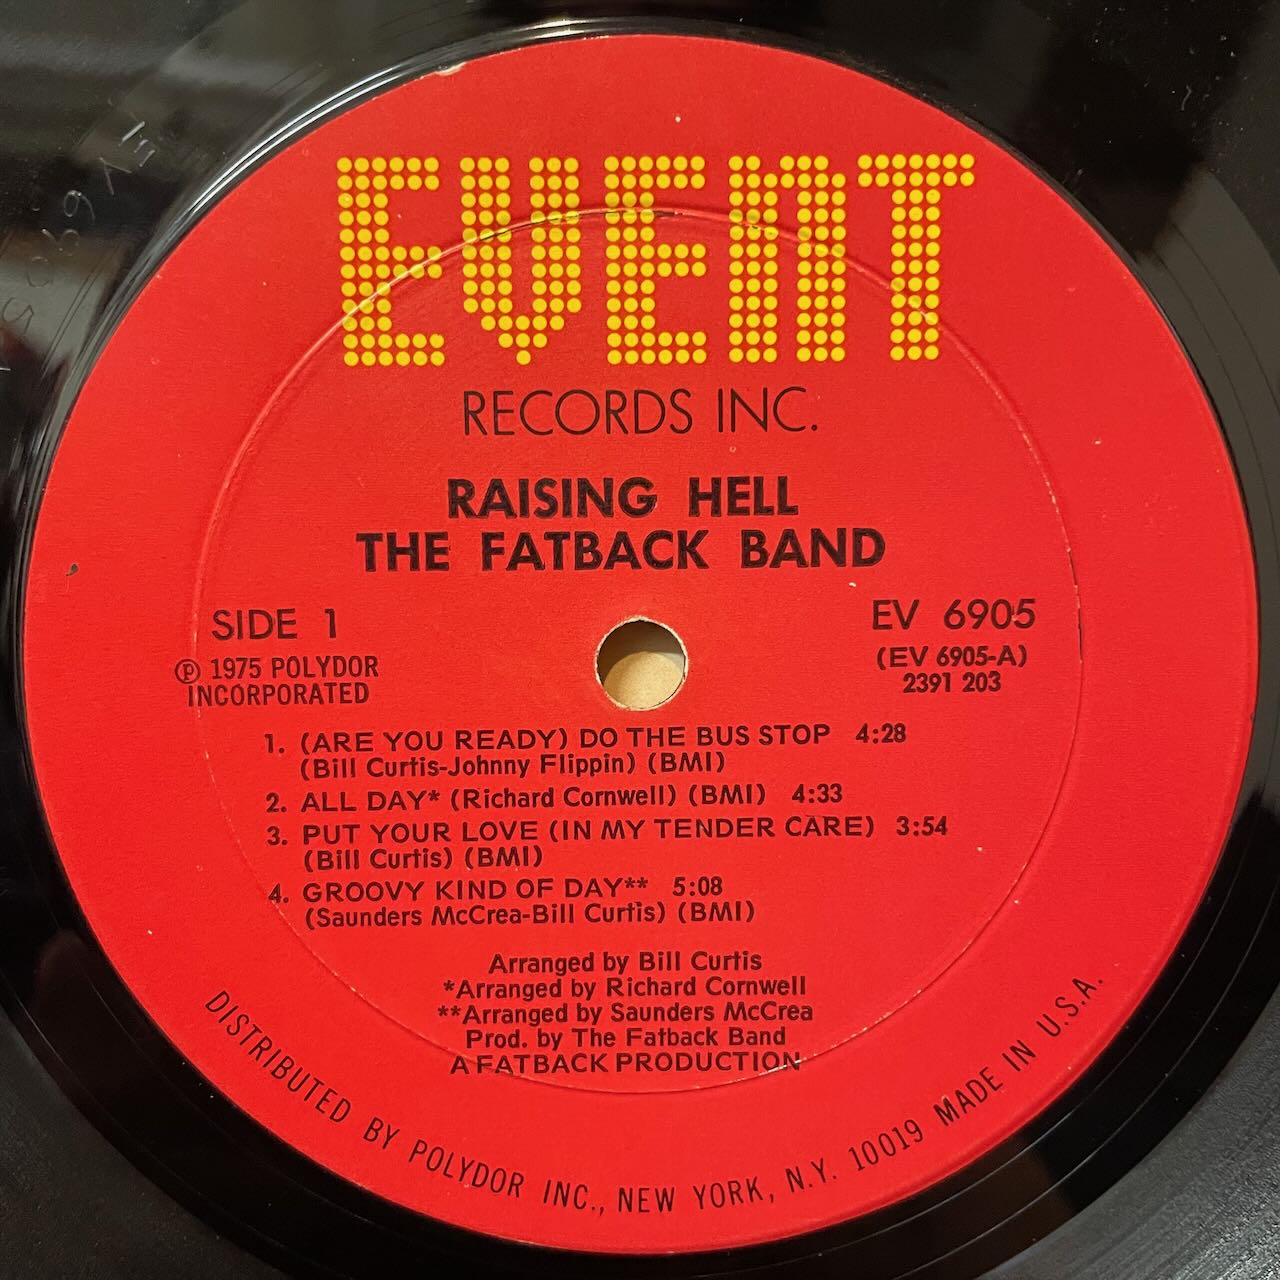 EVENT
RECORDS INC.
RAISING HELL
THE FATBACK BAND
SIDE 1
℗ 1975 POLYDOR
INCORPORATED
EV 6905
(EV 6905-A)
2391 203
1. (ARE YOU READY) DO THE BUS STOP 4:28
(Bill Curtis-Johnny Flippin) (BMI)
2. ALL DAY* (Richard Cornwell) (BMI) 4:33
3. PUT YOUR LOVE (IN MY TENDER CARE) 3:54
(Bill Curtis) (BMI)
4. GROOVY KIND OF DAY** 5:08
(Saunders McCrea-Bill Curtis) (BMI)
Arranged by Bill Curtis
*Arranged by Richard Cornwell
**Arranged by Saunders McCrea
Prod. by The Fatback Band
A FATBACK PRODUCTION
DISTRIBUTED BY POLYDOR INC., NEW YORK, N.Y. 10019 MADE IN U.S.A.